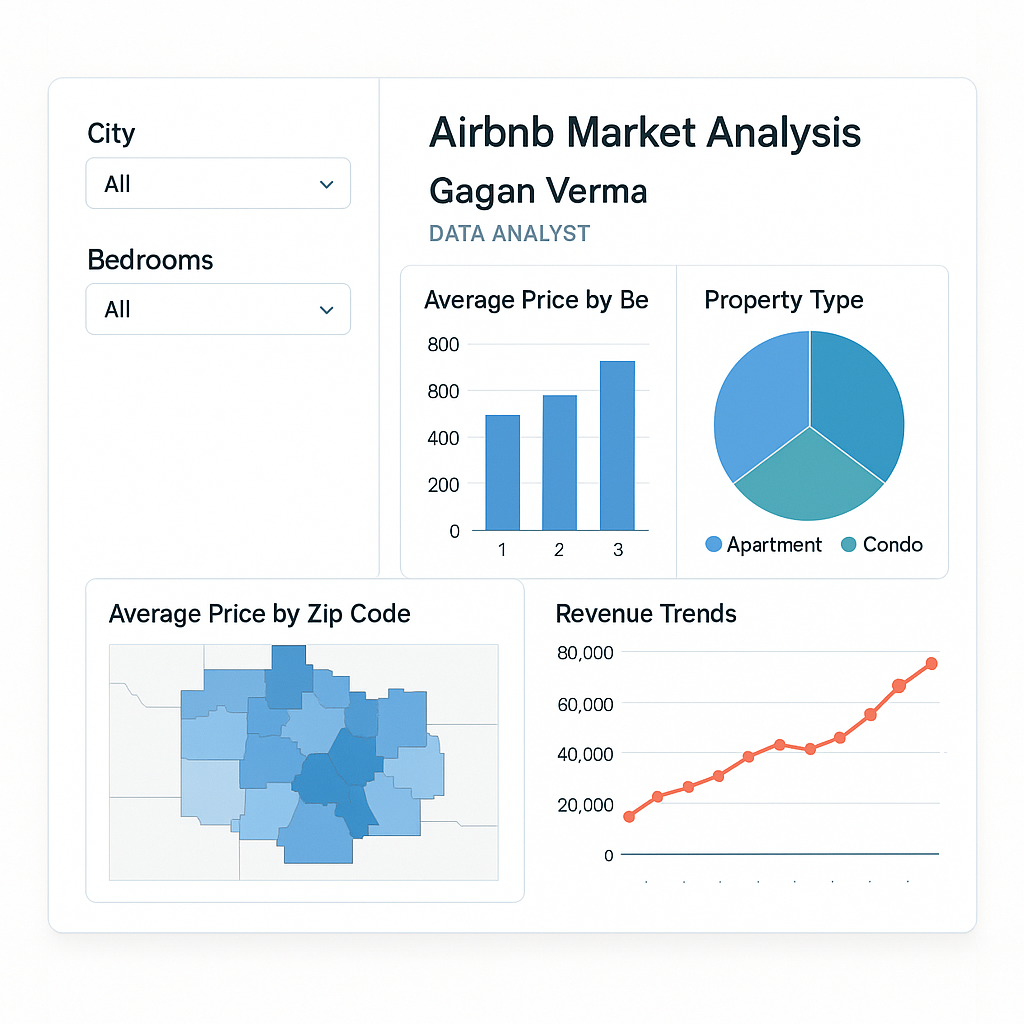 City
All
Bedrooms
All
Airbnb Market Analysis
Gagan Verma
DATA ANALYST
Average Price by Be
800
800
400
200
0
1 2 3
Property Type
Apartment Condo
Average Price by Zip Code
Revenue Trends
80,000
60,000
40,000
20,000
0